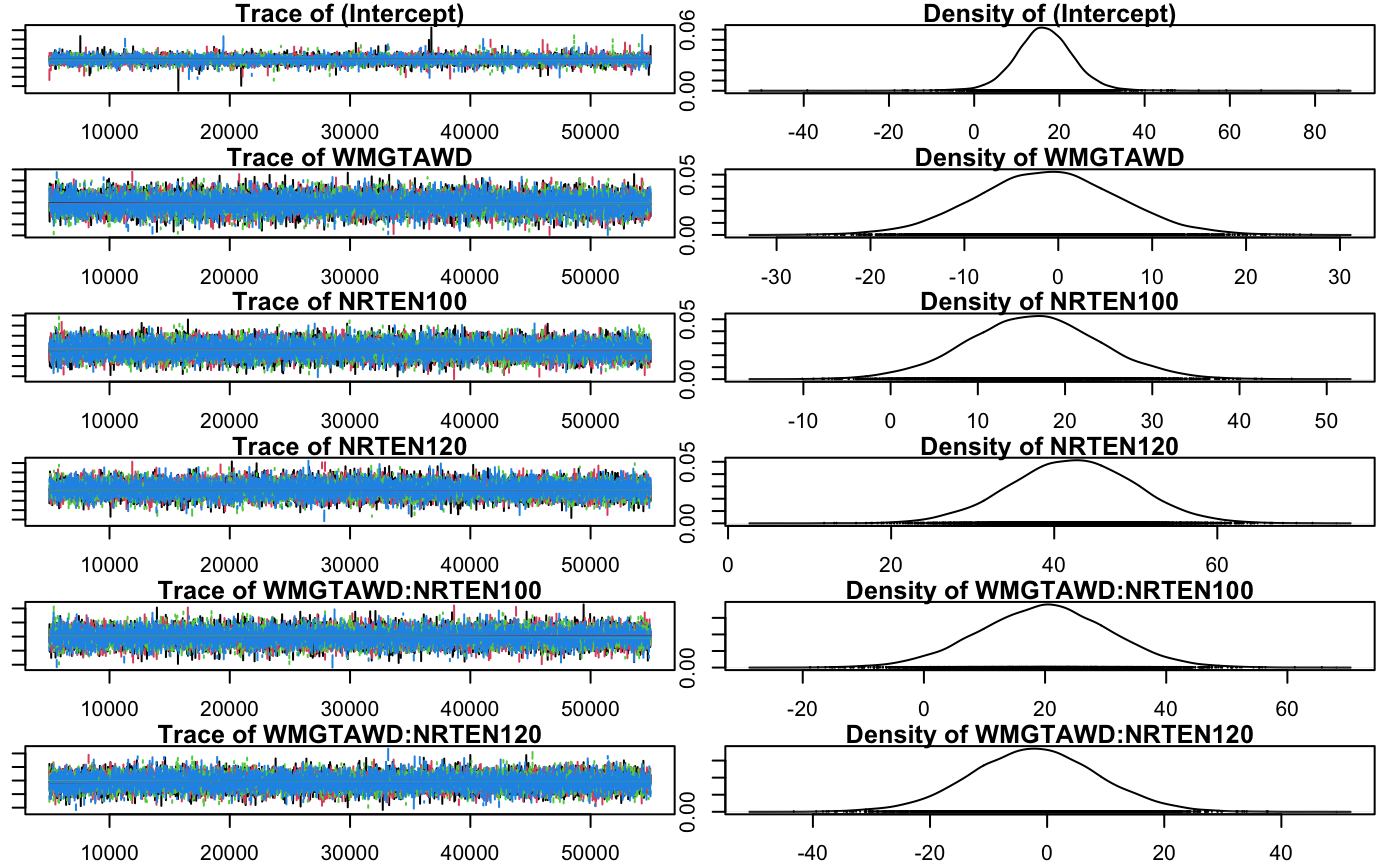 Trace of (Intercept)
10000 20000 30000 40000 50000
Density of (Intercept)
0.00 0.06
-40 -20 0 20 40 60 80
Trace of WMGTAWD
10000 20000 30000 40000 50000
Density of WMGTAWD
0.00 0.05
-30 -20 -10 0 10 20 30
Trace of NRTEN100
10000 20000 30000 40000 50000
Density of NRTEN100
0.00 0.05
-10 0 10 20 30 40 50
Trace of NRTEN120
10000 20000 30000 40000 50000
Density of NRTEN120
0.00 0.05
0 20 40 60
Trace of WMGTAWD:NRTEN100
10000 20000 30000 40000 50000
Density of WMGTAWD:NRTEN100
0.00
-20 0 20 40 60
Trace of WMGTAWD:NRTEN120
10000 20000 30000 40000 50000
Density of WMGTAWD:NRTEN120
0.00
-40 -20 0 20 40